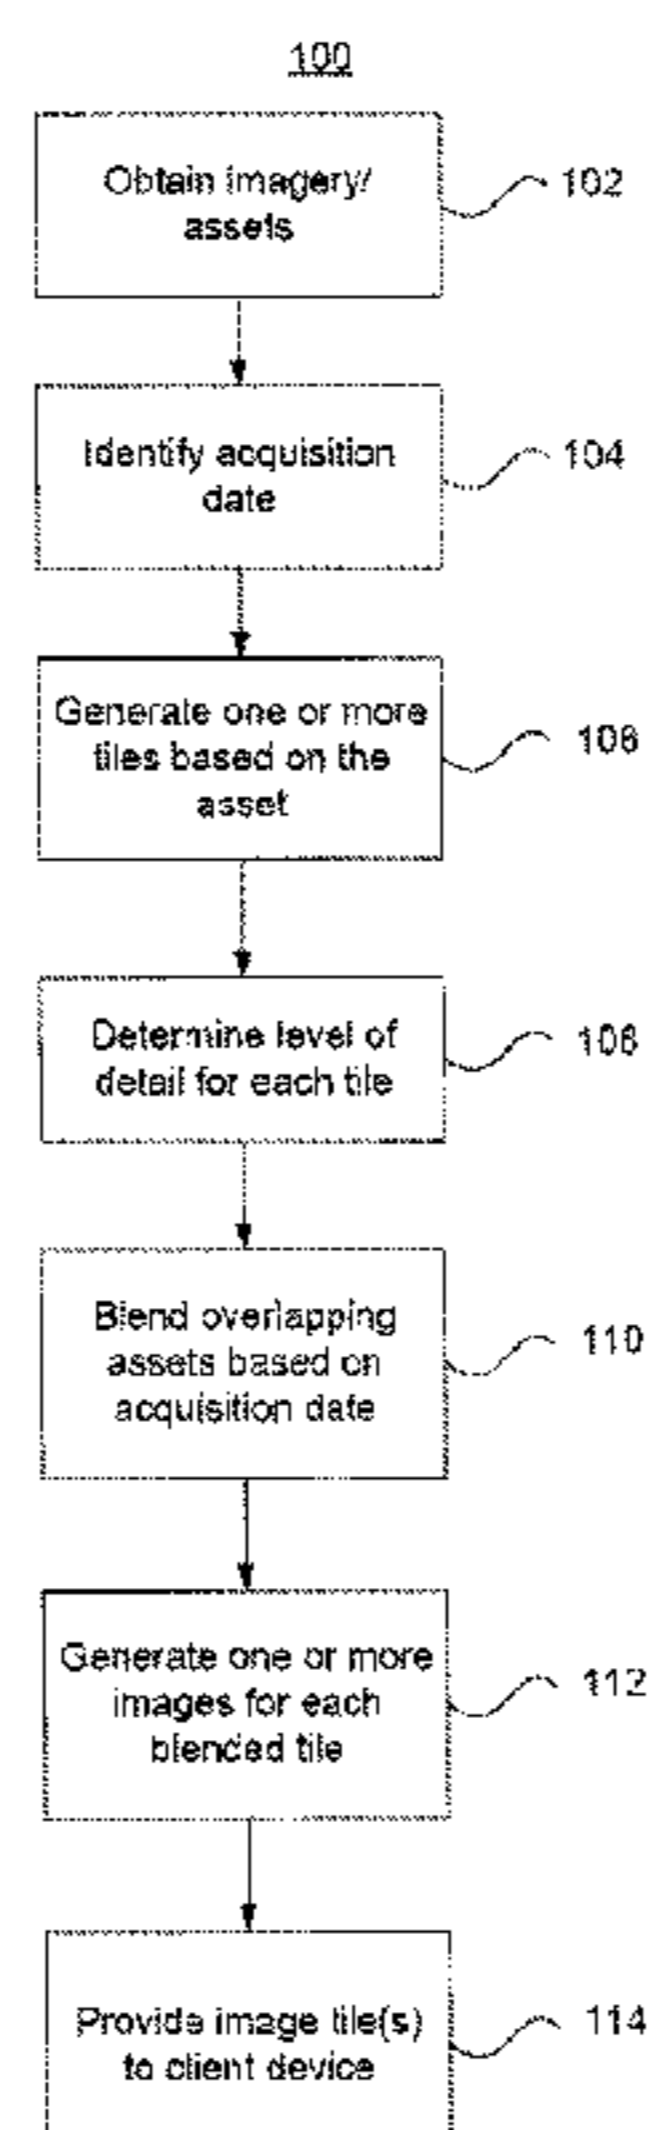 100
Obtain imagery/
assets
102
Identify acquisition
date
104
Generate one or more
tiles based on the
asset
106
Determine level of
detail for each tile
108
Blend overlapping
assets based on
acquisition date
110
Generate one or more
images for each
blended tile
112
Provide image tile(s)
to client device
114